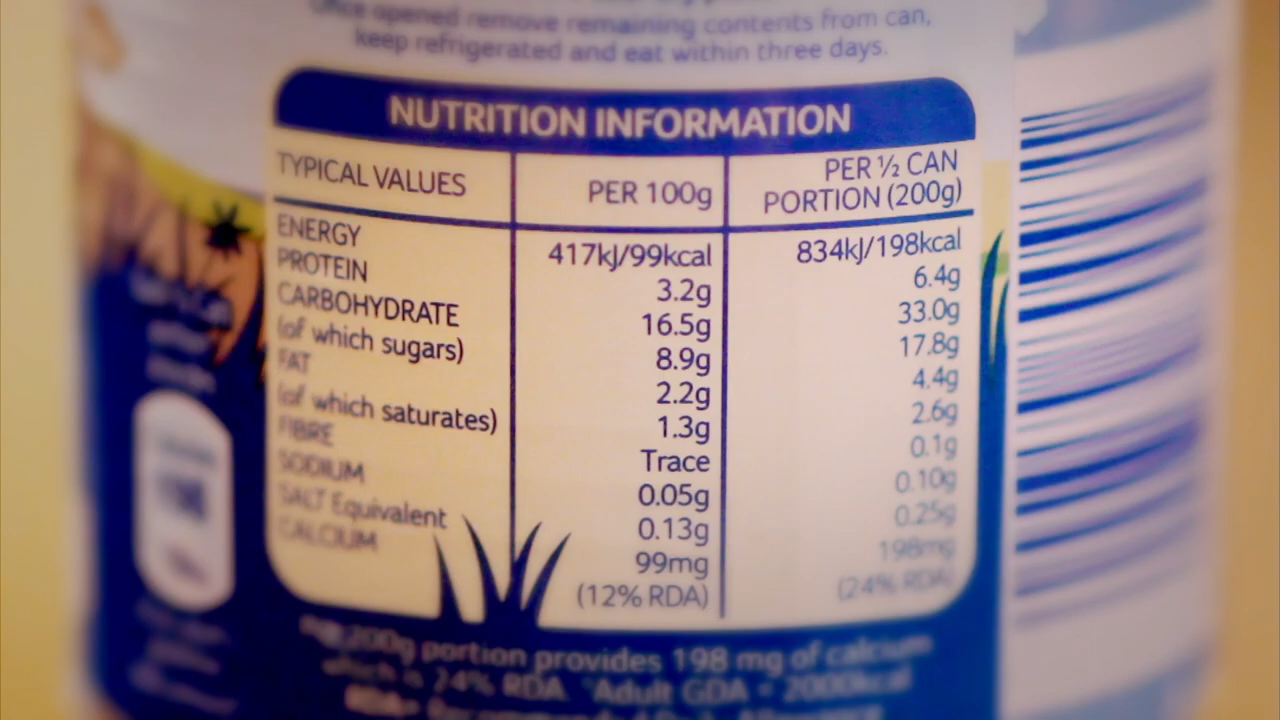 Once opened remove remaining contents from can,
keep refrigerated and eat within three days.
NUTRITION INFORMATION
TYPICAL VALUES PER 100g PER ½ CAN PORTION (200g)
ENERGY 417kJ/99kcal 834kJ/198kcal
PROTEIN 3.2g 6.4g
CARBOHYDRATE 16.5g 33.0g
(of which sugars) 8.9g 17.8g
FAT 2.2g 4.4g
(of which saturates) 1.3g 2.6g
FIBRE Trace 0.1g
SODIUM 0.05g 0.10g
SALT Equivalent 0.13g 0.25g
CALCIUM 99mg 198mg
(12% RDA) (24% RDA)
200g portion provides 198 mg of calcium
which is 24% RDA. *Adult GDA = 2000kcal